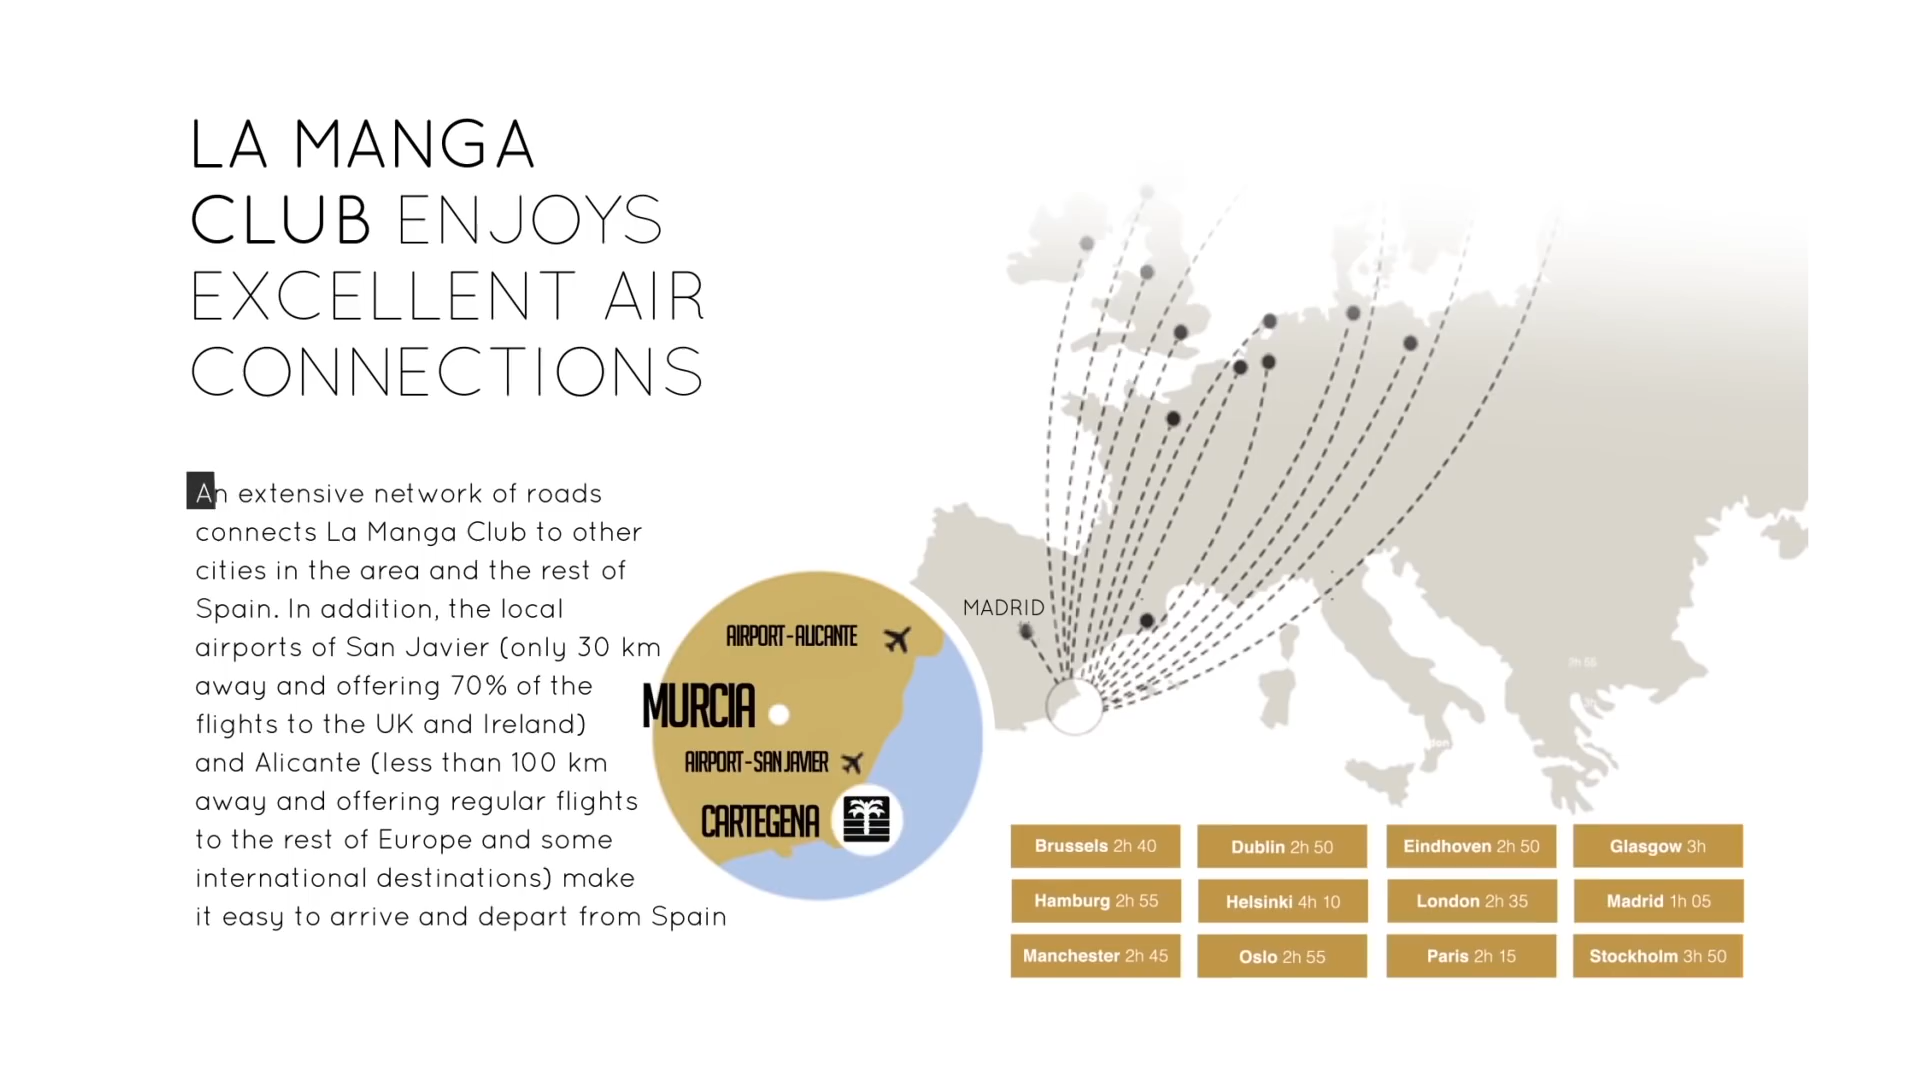 LA MANGA
CLUB ENJOYS
EXCELLENT AIR
CONNECTIONS
An extensive network of roads
connects La Manga Club to other
cities in the area and the rest of
Spain. In addition, the local
airports of San Javier (only 30 km
away and offering 70% of the
flights to the UK and Ireland)
and Alicante (less than 100 km
away and offering regular flights
to the rest of Europe and some
international destinations) make
it easy to arrive and depart from Spain
AIRPORT-ALICANTE
MURCIA
AIRPORT-SAN JAVIER
CARTEGENA
MADRID
Brussels 2h 40
Dublin 2h 50
Eindhoven 2h 50
Glasgow 3h
Hamburg 2h 55
Helsinki 4h 10
London 2h 35
Madrid 1h 05
Manchester 2h 45
Oslo 2h 55
Paris 2h 15
Stockholm 3h 50